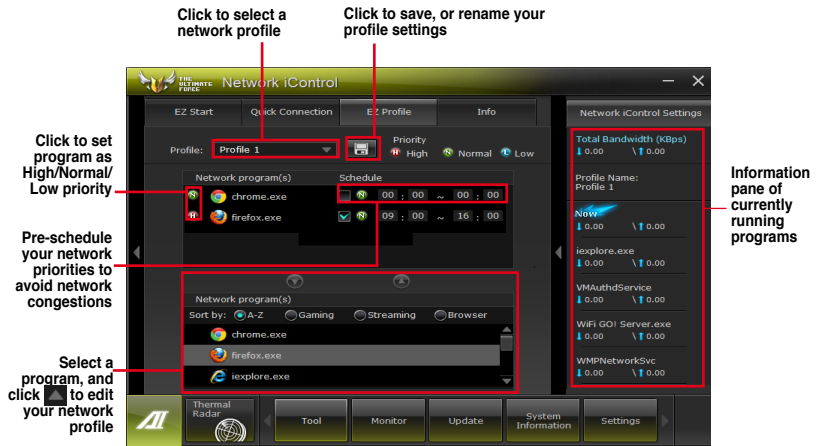 Click to select a
network profile
Click to save, or rename your
profile settings
THE
ULTIMATE
FORCE
Network iControl
EZ Start
Quick Connection
EZ Profile
Info
Network iControl Settings
Profile:
Profile 1
Priority
H High
N Normal
L Low
Network program(s)
Schedule
N chrome.exe
N 00 : 00 ~ 00 : 00
H firefox.exe
N 09 : 00 ~ 16 : 00
Network program(s)
Sort by: A-Z Gaming Streaming Browser
chrome.exe
firefox.exe
iexplore.exe
Total Bandwidth (KBps)
0.00 \ 0.00
Profile Name:
Profile 1
Now
0.00 \ 0.00
iexplore.exe
0.00 \ 0.00
VMAuthdService
0.00 \ 0.00
WiFi GO! Server.exe
0.00 \ 0.00
WMPNetworkSvc
0.00 \ 0.00
Click to set
program as
High/Normal/
Low priority
Pre-schedule
your network
priorities to
avoid network
congestions
Select a
program, and
click to edit
your network
profile
Information
pane of
currently
running
programs
AI
Thermal
Radar
Tool
Monitor
Update
System
Information
Settings